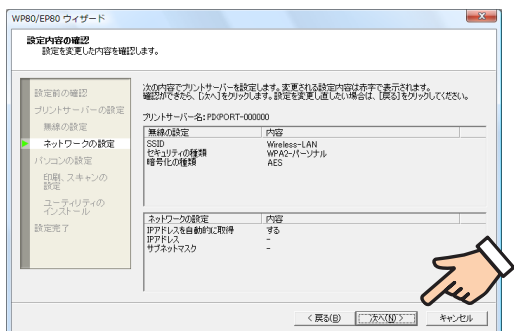 WP80/EP80 ウィザード
設定内容の確認
設定を変更した内容を確認します。
設定前の確認
プリントサーバーの設定
無線の設定
ネットワークの設定
パソコンの設定
印刷、スキャンの
設定
ユーティリティの
インストール
設定完了
次の内容でプリントサーバーを設定します。変更される設定内容は赤字で表示されます。
確認ができたら、[次へ]をクリックします。設定を変更し直したい場合は、[戻る]をクリックしてください。
プリントサーバー名: PIXPORT-000000
無線の設定 内容
SSID Wireless-LAN
セキュリティの種類 WPA2-パーソナル
暗号化の種類 AES
ネットワークの設定 内容
IPアドレスを自動的に取得 する
IPアドレス -
サブネットマスク -
< 戻る(B) 次へ(N) > キャンセル